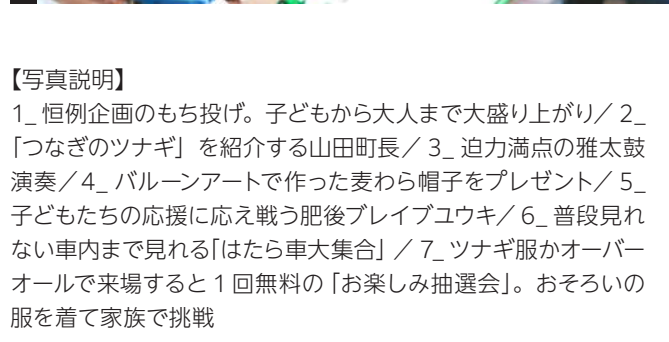 【写真説明】
1_ 恒例企画のもち投げ。子どもから大人まで大盛り上がり／ 2_
「つなぎのツナギ」を紹介する山田町長／ 3_ 迫力満点の雅太鼓
演奏／ 4_ バルーンアートで作った麦わら帽子をプレゼント／ 5_
子どもたちの応援に応え戦う肥後ブレイブユウキ／ 6_ 普段見れ
ない車内まで見れる「はたら車大集合」／ 7_ ツナギ服かオーバー
オールで来場すると１回無料の「お楽しみ抽選会」。おそろいの
服を着て家族で挑戦